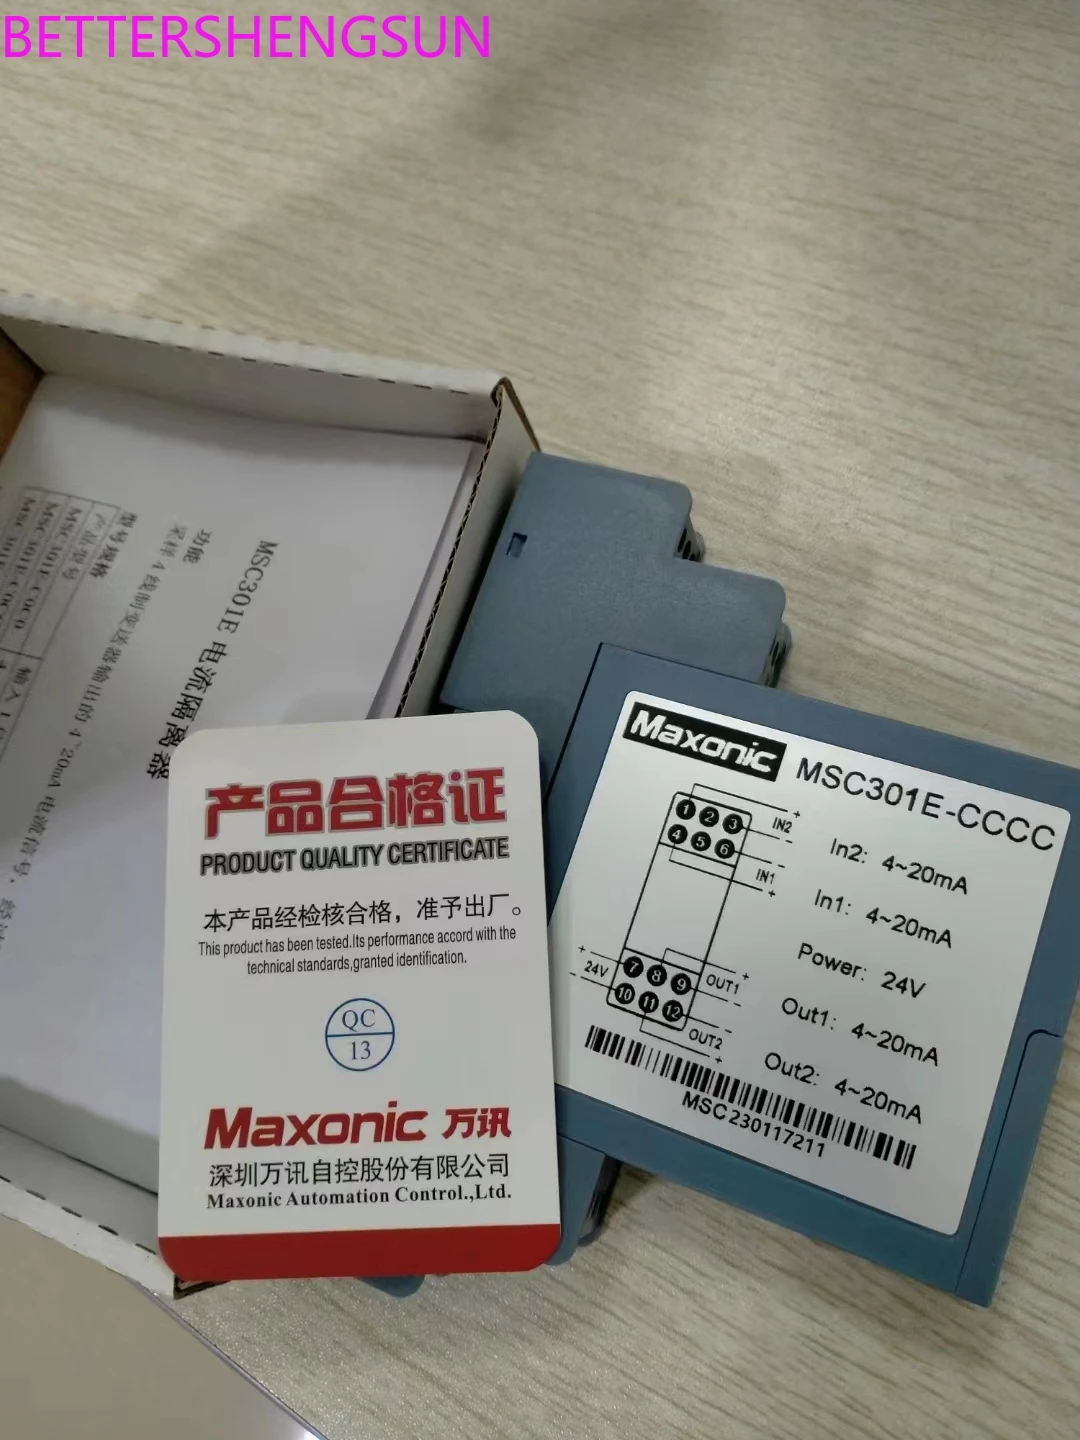 BETTERSHENGSUN
MSC301E 电流隔离器
功能
采样4线制变送器输出的4~20mA 电流信号，
型号规格
产品型号
MSC301E-C0C0
MSC301E-C0CC
产品合格证
PRODUCT QUALITY CERTIFICATE
本产品经检核合格，准予出厂。
This product has been tested.Its performance accord with the
technical standards,granted identification.
QC
13
Maxonic 万讯
深圳万讯自控股份有限公司
Maxonic Automation Control.,Ltd.
Maxonic MSC301E-CCCC
1 2 3
4 5 6
+
IN2
-
-
IN1
+
7 8 9
10 11 12
+
24V
-
+
OUT1
-
-
OUT2
+
In2: 4~20mA
In1: 4~20mA
Power: 24V
Out1: 4~20mA
Out2: 4~20mA
MSC230117211